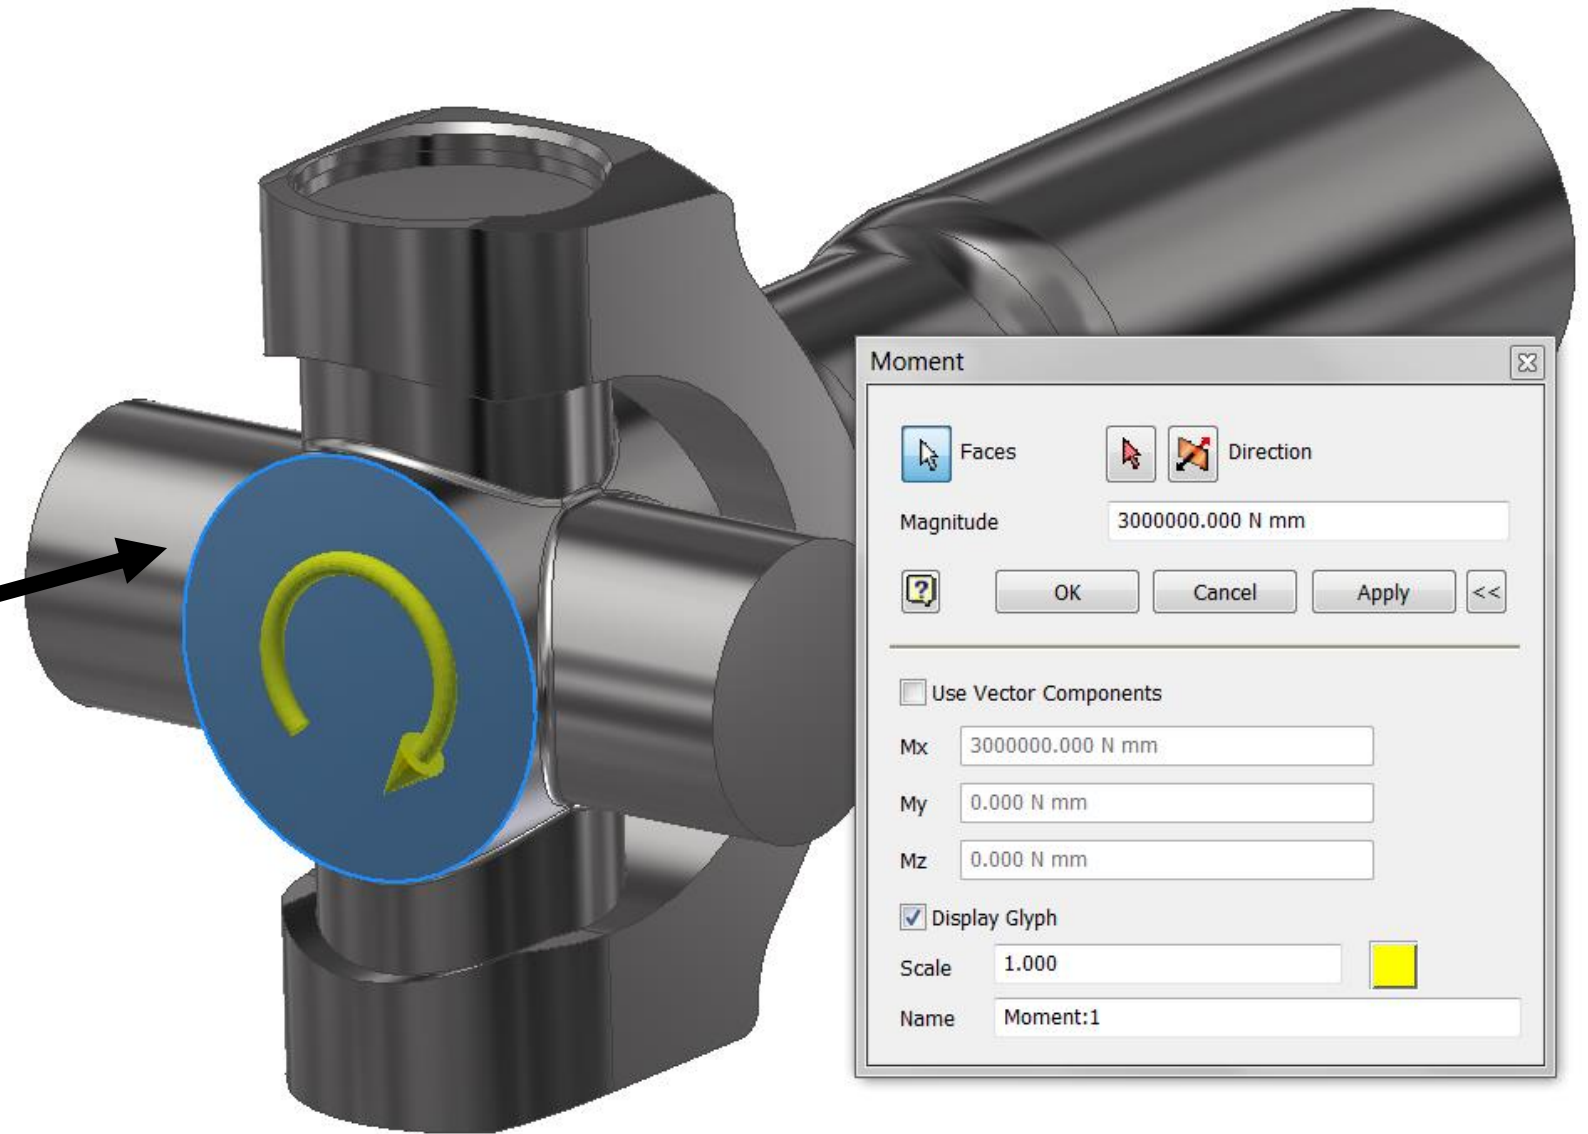 Moment
Faces Direction
Magnitude 3000000.000 N mm
? OK Cancel Apply <<
Use Vector Components
Mx 3000000.000 N mm
My 0.000 N mm
Mz 0.000 N mm
Display Glyph
Scale 1.000
Name Moment:1